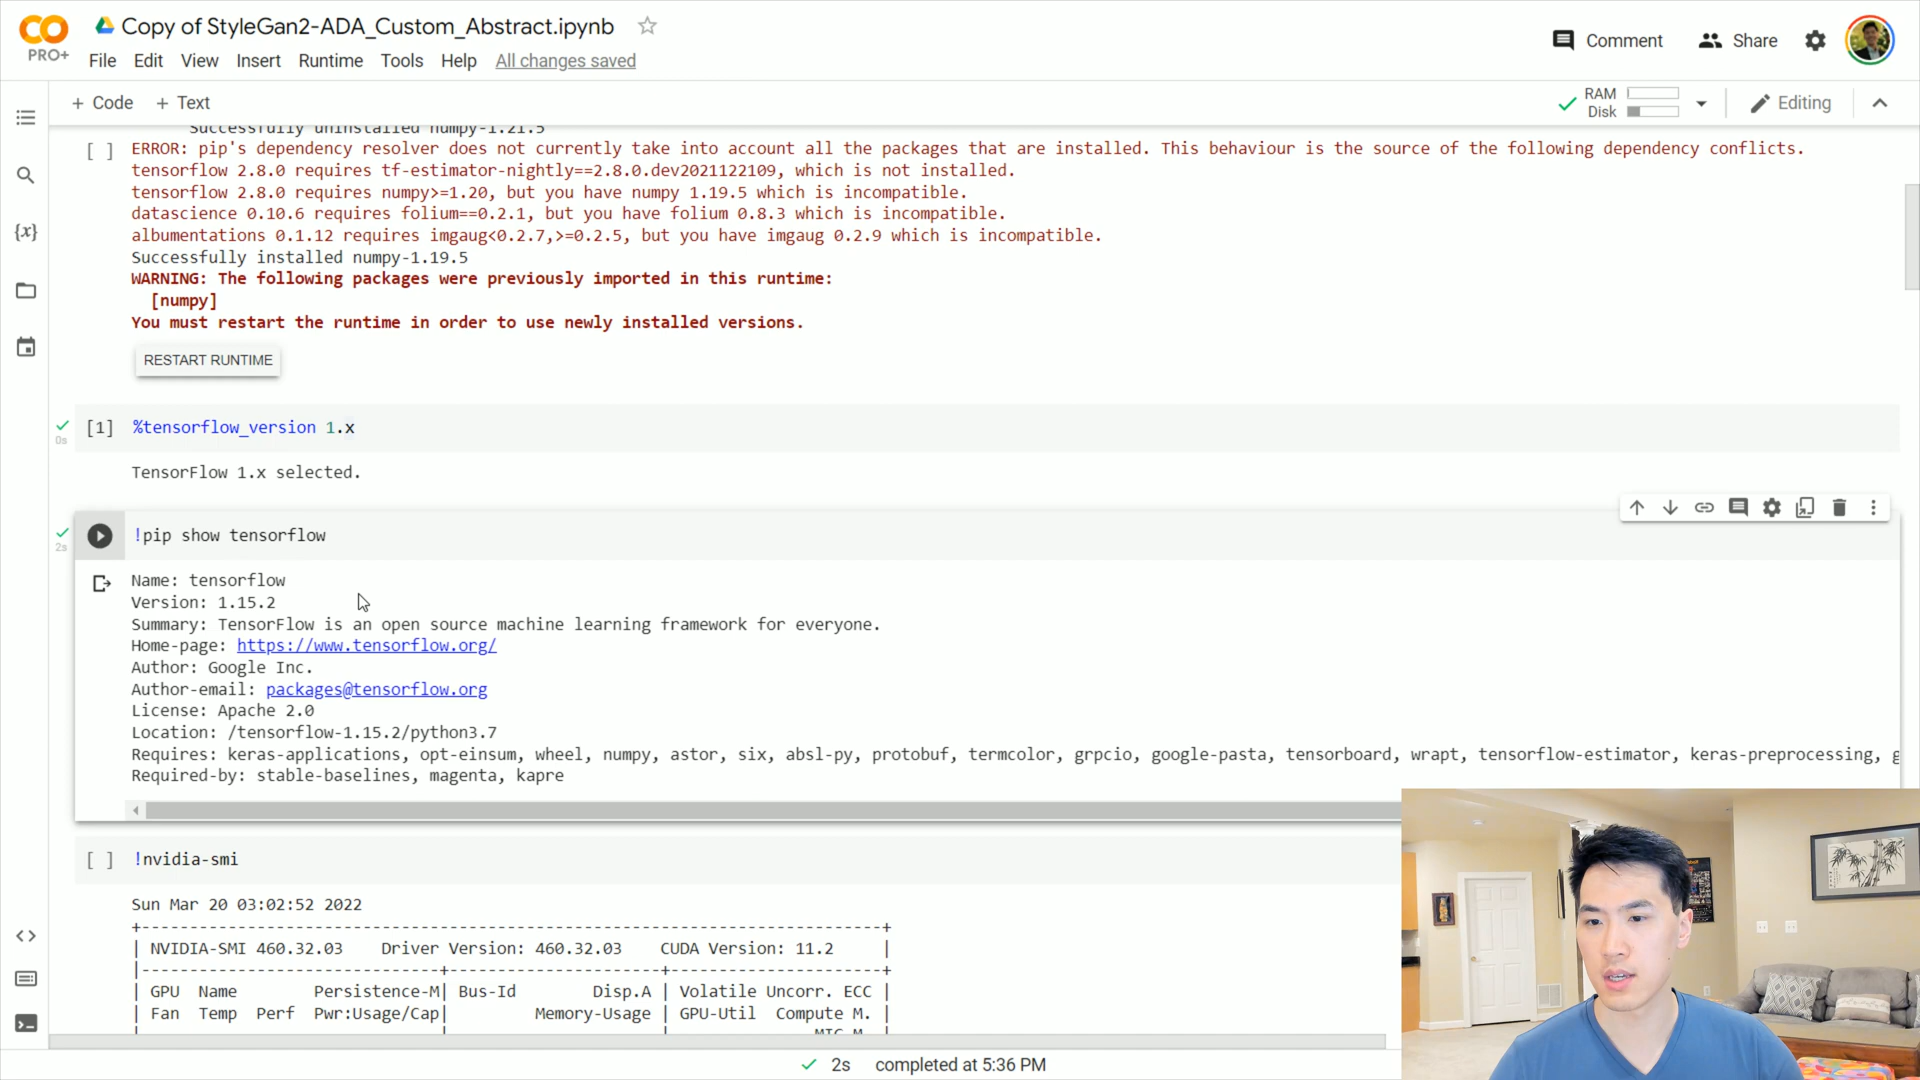 PRO+
Copy of StyleGan2-ADA_Custom_Abstract.ipynb
File Edit View Insert Runtime Tools Help All changes saved
Comment Share
+ Code + Text
RAM
Disk
Editing
Successfully uninstalled numpy-1.21.5
[ ] ERROR: pip's dependency resolver does not currently take into account all the packages that are installed. This behaviour is the source of the following dependency conflicts.
tensorflow 2.8.0 requires tf-estimator-nightly==2.8.0.dev2021122109, which is not installed.
tensorflow 2.8.0 requires numpy>=1.20, but you have numpy 1.19.5 which is incompatible.
datascience 0.10.6 requires folium==0.2.1, but you have folium 0.8.3 which is incompatible.
albumentations 0.1.12 requires imgaug<0.2.7,>=0.2.5, but you have imgaug 0.2.9 which is incompatible.
Successfully installed numpy-1.19.5
WARNING: The following packages were previously imported in this runtime:
[numpy]
You must restart the runtime in order to use newly installed versions.
RESTART RUNTIME
0s
[1] %tensorflow_version 1.x
TensorFlow 1.x selected.
2s
!pip show tensorflow
Name: tensorflow
Version: 1.15.2
Summary: TensorFlow is an open source machine learning framework for everyone.
Home-page: https://www.tensorflow.org/
Author: Google Inc.
Author-email: packages@tensorflow.org
License: Apache 2.0
Location: /tensorflow-1.15.2/python3.7
Requires: keras-applications, opt-einsum, wheel, numpy, astor, six, absl-py, protobuf, termcolor, grpcio, google-pasta, tensorboard, wrapt, tensorflow-estimator, keras-preprocessing, g
Required-by: stable-baselines, magenta, kapre
[ ] !nvidia-smi
Sun Mar 20 03:02:52 2022
+-----------------------------------------------------------------------------+
| NVIDIA-SMI 460.32.03    Driver Version: 460.32.03    CUDA Version: 11.2     |
|-------------------------------+----------------------+----------------------+
| GPU  Name        Persistence-M| Bus-Id        Disp.A | Volatile Uncorr. ECC |
| Fan  Temp  Perf  Pwr:Usage/Cap|         Memory-Usage | GPU-Util  Compute M. |
| | MIG M. |
2s completed at 5:36 PM